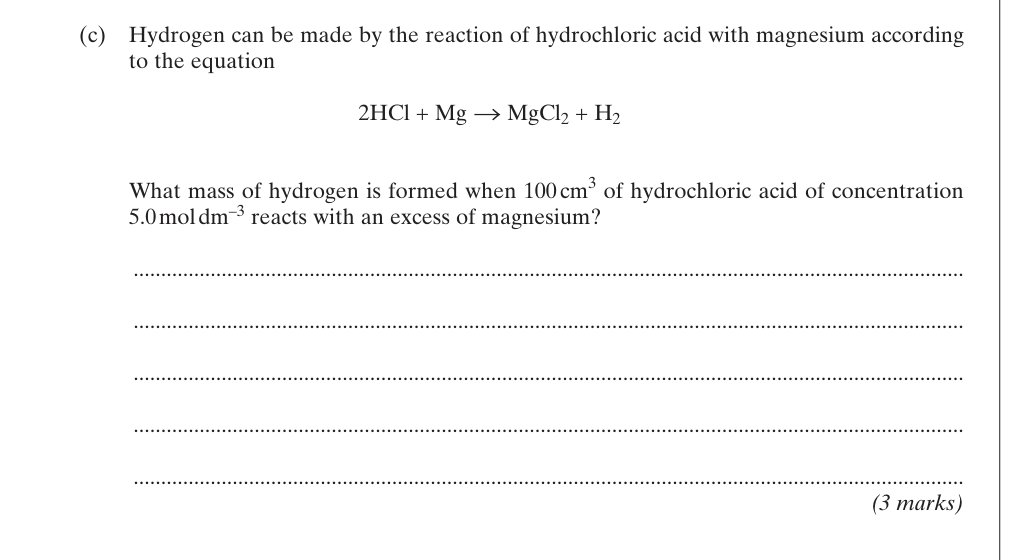 (c) Hydrogen can be made by the reaction of hydrochloric acid with magnesium according
to the equation
2HCl + Mg ⟶ MgCl₂ + H₂
What mass of hydrogen is formed when 100 cm³ of hydrochloric acid of concentration
5.0 mol dm⁻³ reacts with an excess of magnesium?
(3 marks)